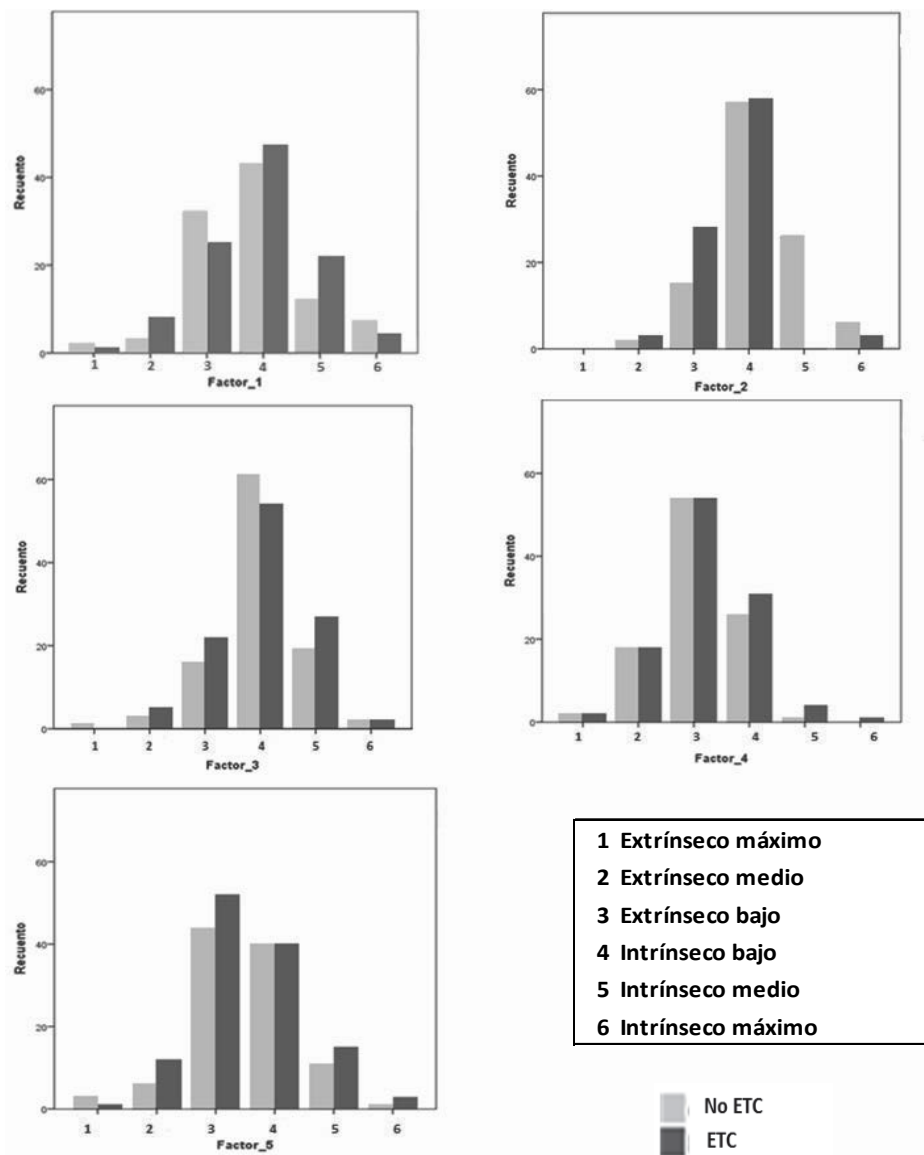 Recuento
60
40
20
0
1 2 3 4 5 6
Factor_1
Recuento
60
40
20
0
1 2 3 4 5 6
Factor_2
Recuento
60
40
20
0
1 2 3 4 5 6
Factor_3
Recuento
60
40
20
0
1 2 3 4 5 6
Factor_4
Recuento
60
40
20
0
1 2 3 4 5 6
Factor_5
1 Extrínseco máximo
2 Extrínseco medio
3 Extrínseco bajo
4 Intrínseco bajo
5 Intrínseco medio
6 Intrínseco máximo
No ETC
ETC